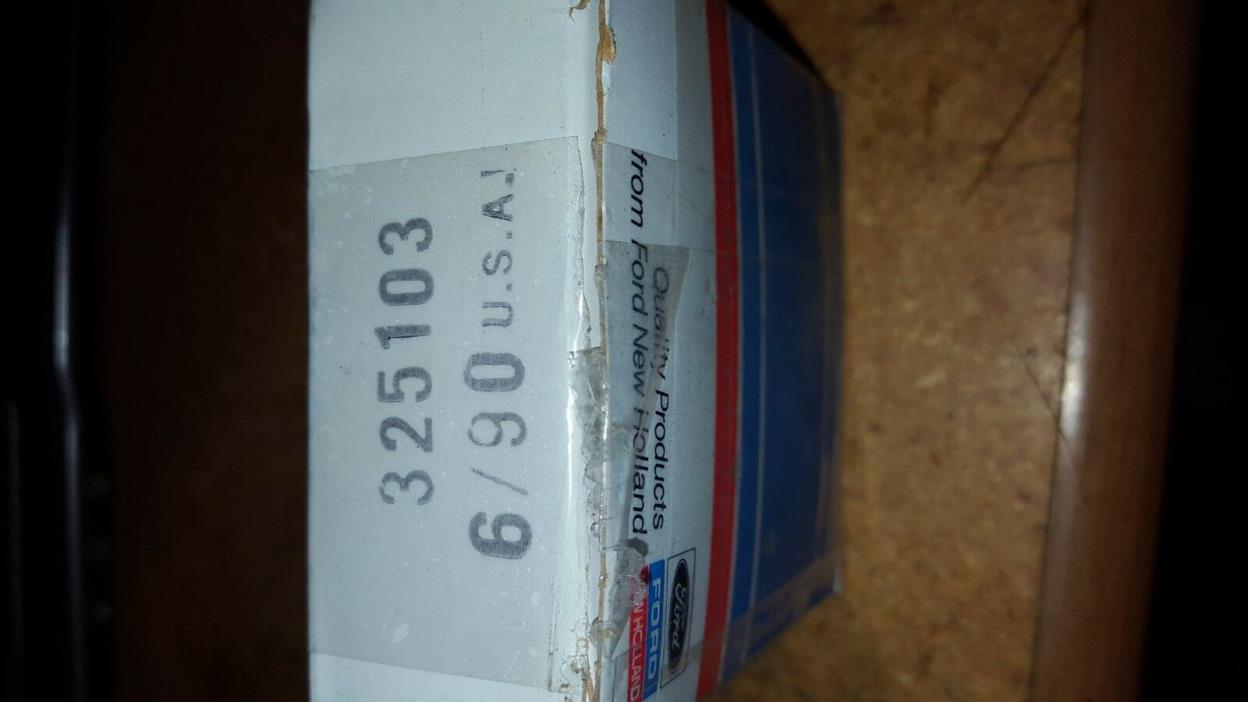 325103
6/90 U.S.A.
Quality Products
from Ford New Holland
Ford
FORD
NEW HOLLAND